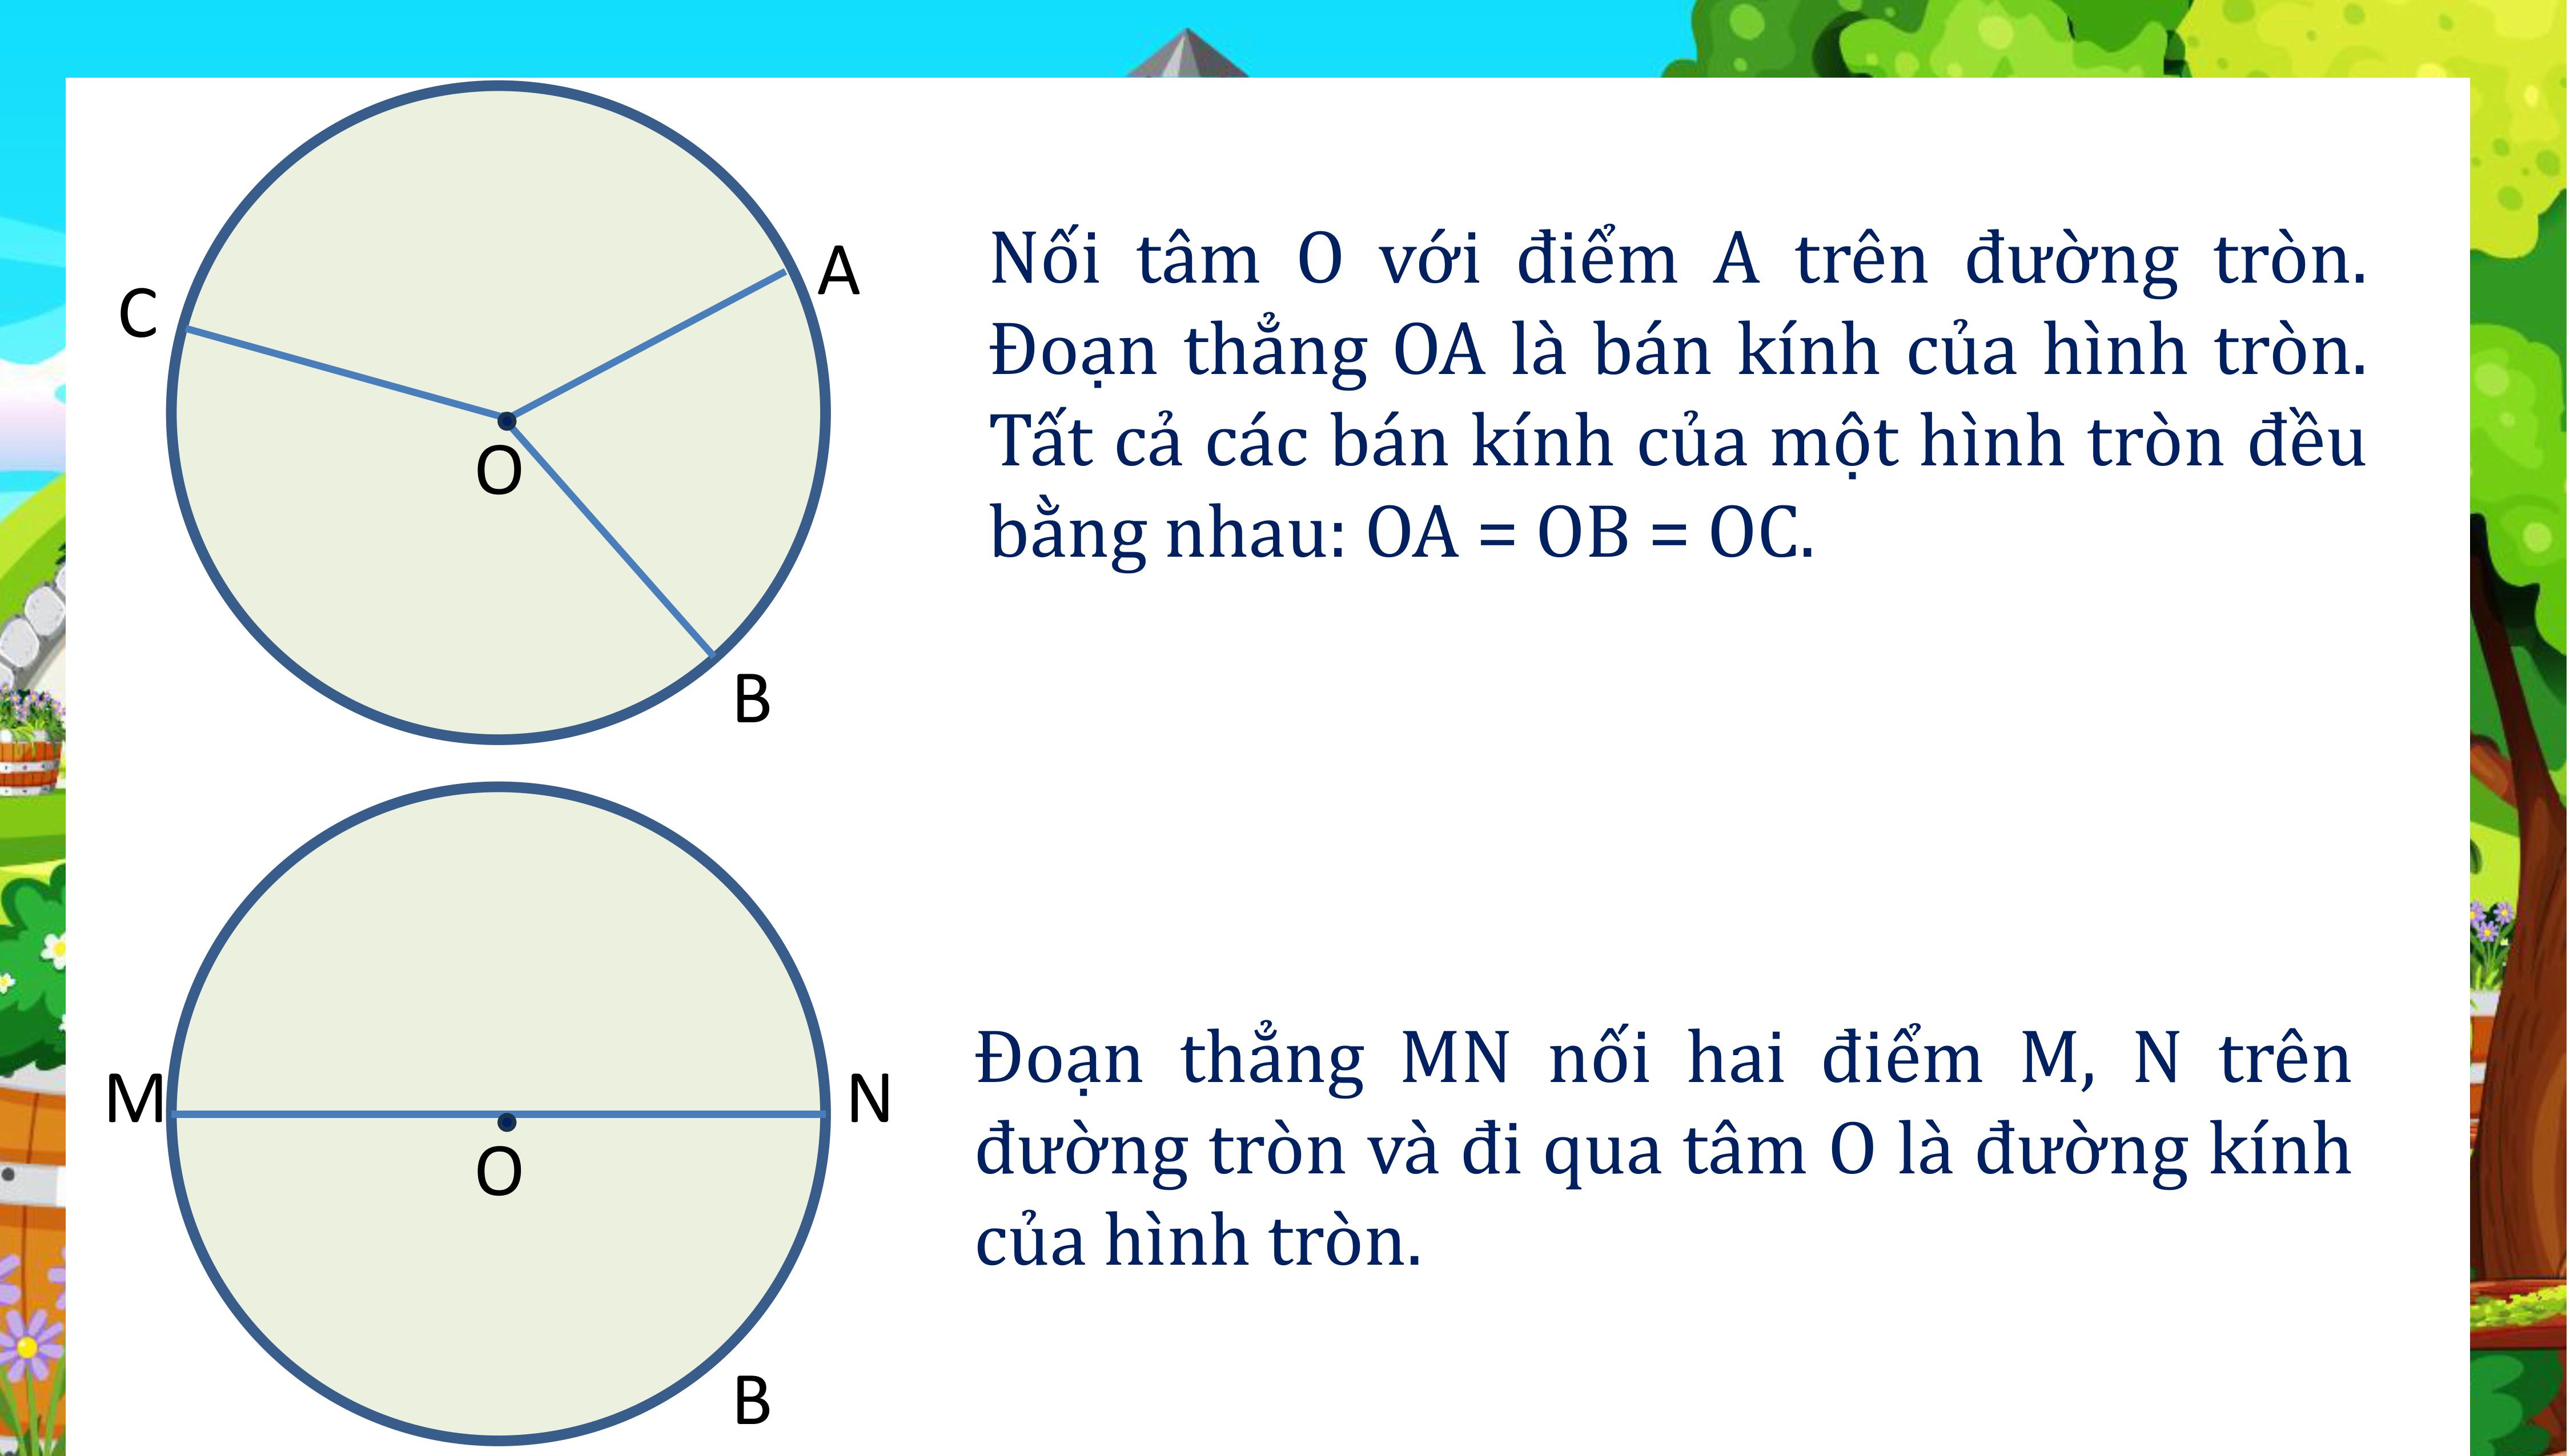 A
C
O
B
Nối tâm O với điểm A trên đường tròn.
Đoạn thẳng OA là bán kính của hình tròn.
Tất cả các bán kính của một hình tròn đều
bằng nhau: OA = OB = OC.
M
N
O
B
Đoạn thẳng MN nối hai điểm M, N trên
đường tròn và đi qua tâm O là đường kính
của hình tròn.